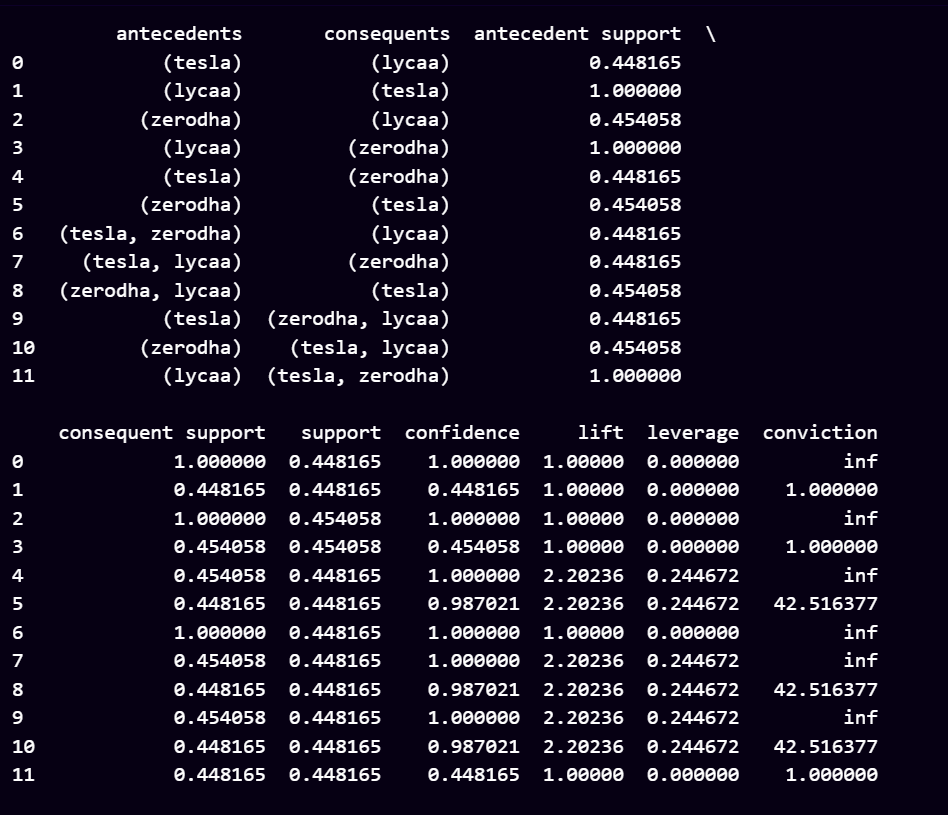 antecedents consequents antecedent support \
0 (tesla) (lycaa) 0.448165
1 (lycaa) (tesla) 1.000000
2 (zerodha) (lycaa) 0.454058
3 (lycaa) (zerodha) 1.000000
4 (tesla) (zerodha) 0.448165
5 (zerodha) (tesla) 0.454058
6 (tesla, zerodha) (lycaa) 0.448165
7 (tesla, lycaa) (zerodha) 0.448165
8 (zerodha, lycaa) (tesla) 0.454058
9 (tesla) (zerodha, lycaa) 0.448165
10 (zerodha) (tesla, lycaa) 0.454058
11 (lycaa) (tesla, zerodha) 1.000000
consequent support support confidence lift leverage conviction
0 1.000000 0.448165 1.000000 1.00000 0.000000 inf
1 0.448165 0.448165 0.448165 1.00000 0.000000 1.000000
2 1.000000 0.454058 1.000000 1.00000 0.000000 inf
3 0.454058 0.454058 0.454058 1.00000 0.000000 1.000000
4 0.454058 0.448165 1.000000 2.20236 0.244672 inf
5 0.448165 0.448165 0.987021 2.20236 0.244672 42.516377
6 1.000000 0.448165 1.000000 1.00000 0.000000 inf
7 0.454058 0.448165 1.000000 2.20236 0.244672 inf
8 0.448165 0.448165 0.987021 2.20236 0.244672 42.516377
9 0.454058 0.448165 1.000000 2.20236 0.244672 inf
10 0.448165 0.448165 0.987021 2.20236 0.244672 42.516377
11 0.448165 0.448165 0.448165 1.00000 0.000000 1.000000